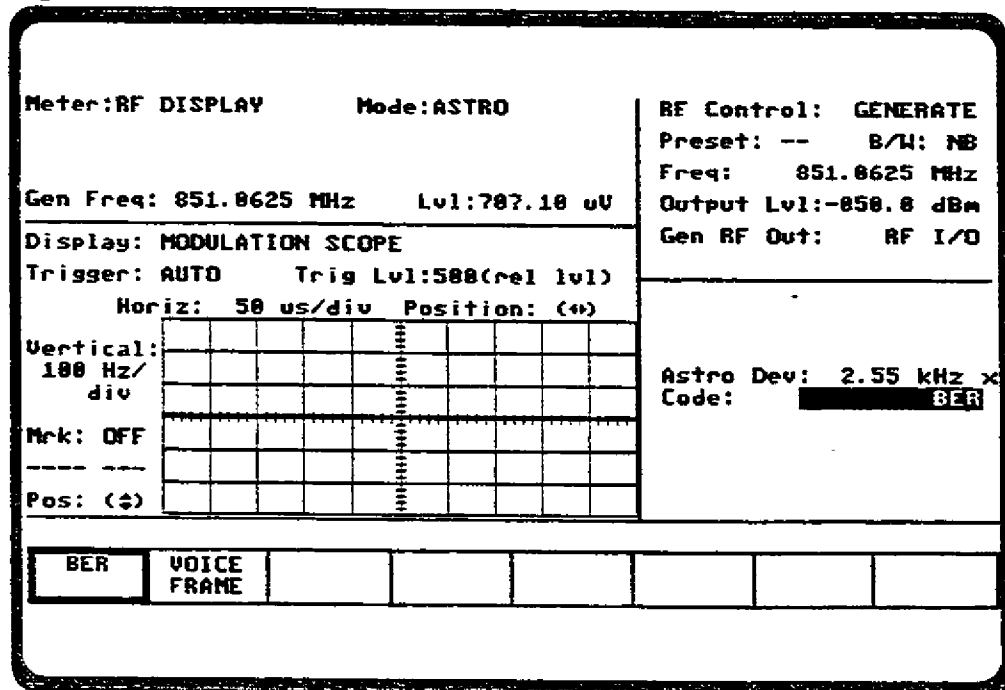 Meter:RF DISPLAY Mode:ASTRO
Gen Freq: 851.0625 MHz Lvl:707.10 uV
RF Control: GENERATE
Preset: -- B/W: NB
Freq: 851.0625 MHz
Output Lvl:-050.0 dBm
Gen RF Out: RF I/O
Display: MODULATION SCOPE
Trigger: AUTO Trig Lvl:500(rel lvl)
Horiz: 50 us/div Position: (↔)
Vertical:
100 Hz/
div
Mrk: OFF
---- ---
Pos: (↕)
Astro Dev: 2.55 kHz x
Code: BER
BER
VOICE
FRAME